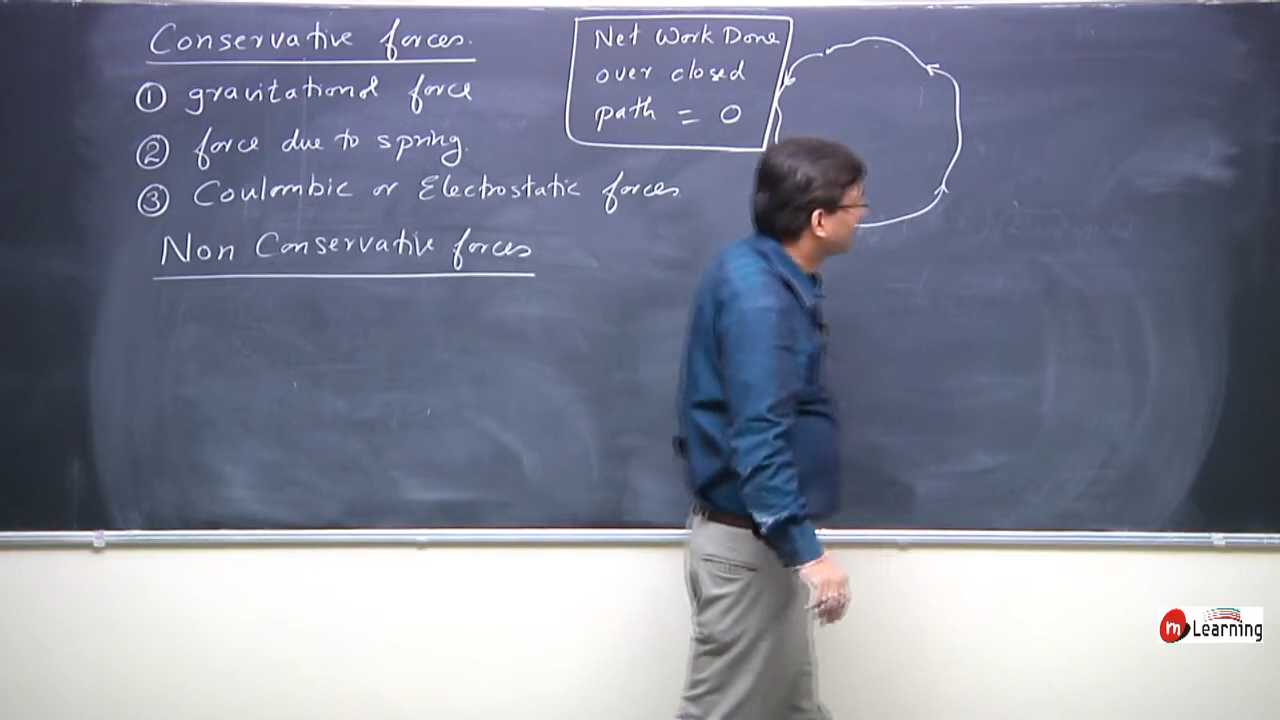 Conservative forces.
① gravitational force
② force due to spring.
③ Coulombic or Electrostatic forces.
Non Conservative forces
Net Work Done
over closed
path = 0
m Learning